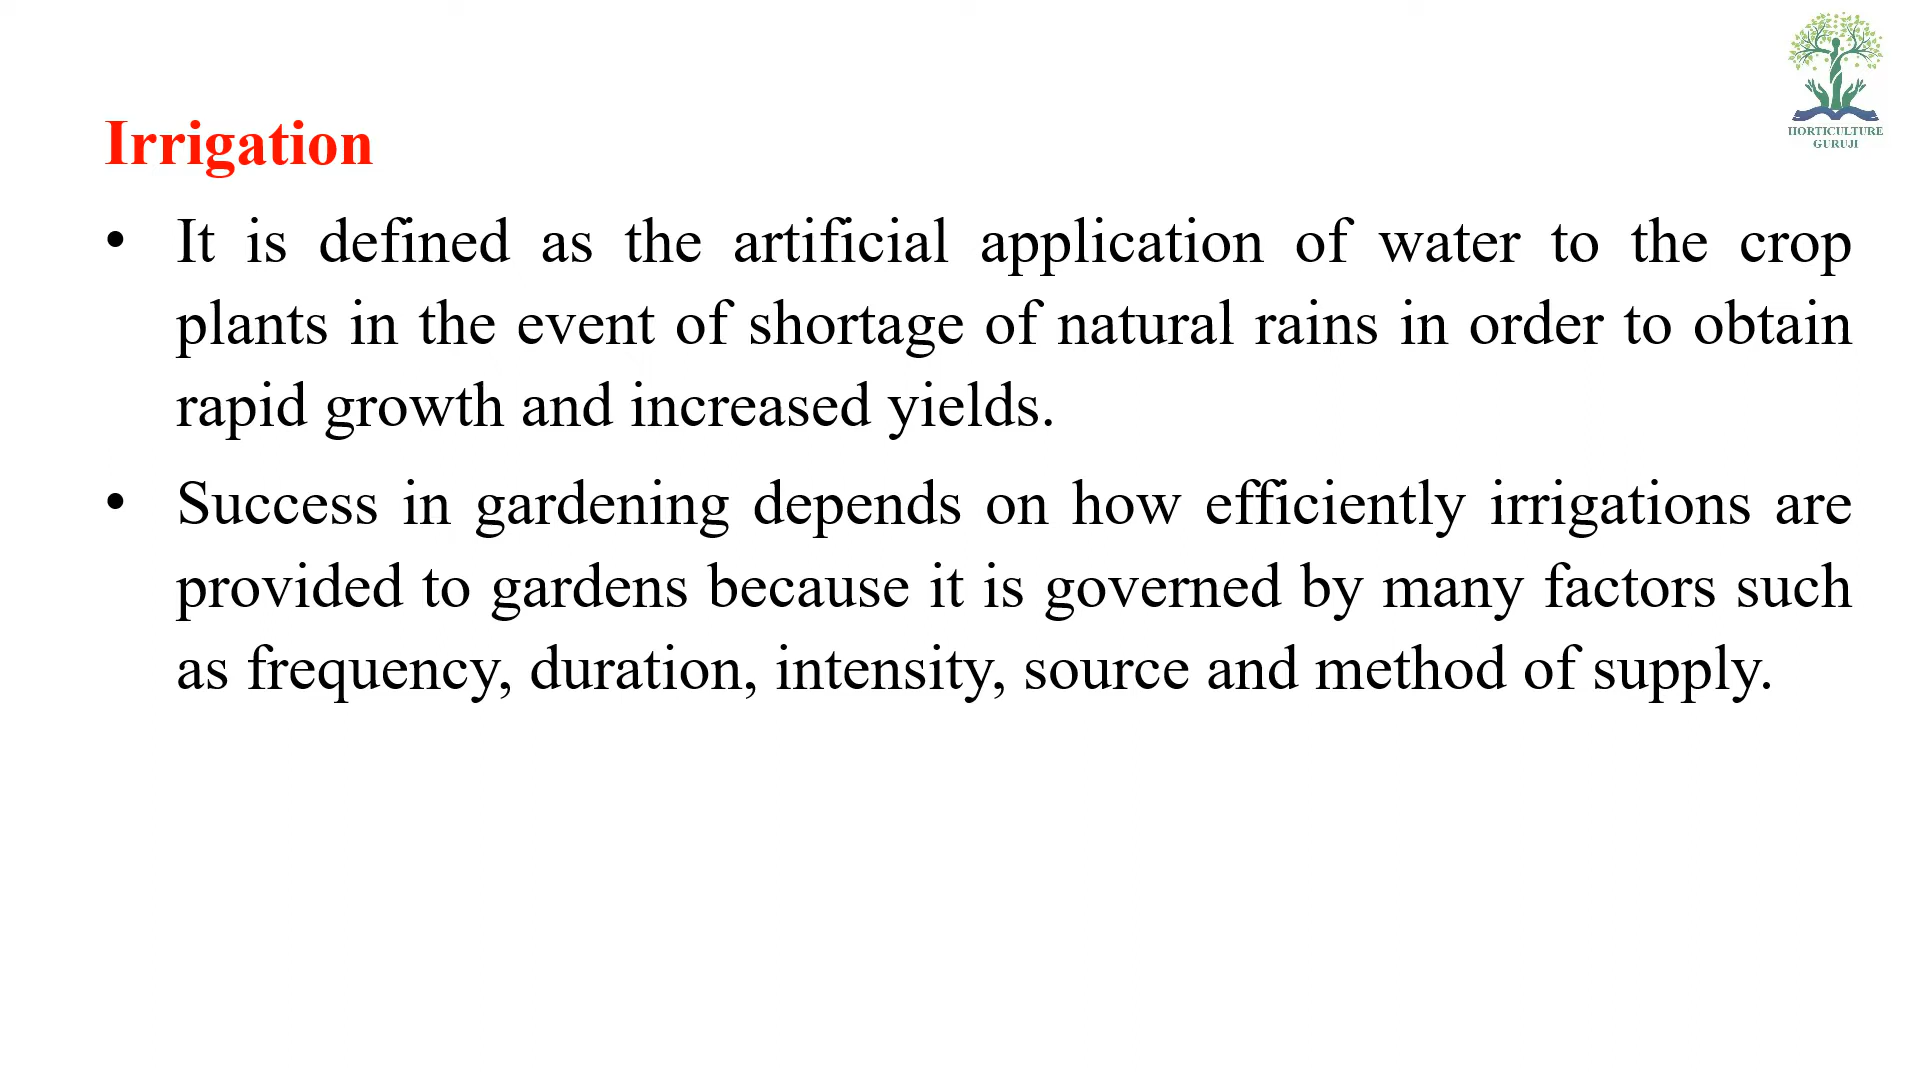 HORTICULTURE
GURUJI
Irrigation
• It is defined as the artificial application of water to the crop
plants in the event of shortage of natural rains in order to obtain
rapid growth and increased yields.
• Success in gardening depends on how efficiently irrigations are
provided to gardens because it is governed by many factors such
as frequency, duration, intensity, source and method of supply.